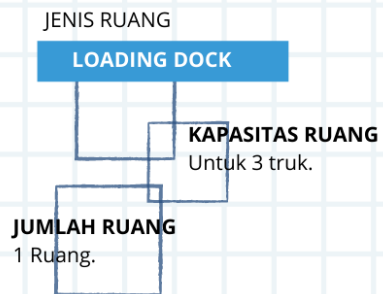 JENIS RUANG
LOADING DOCK
KAPASITAS RUANG
Untuk 3 truk.
JUMLAH RUANG
1 Ruang.